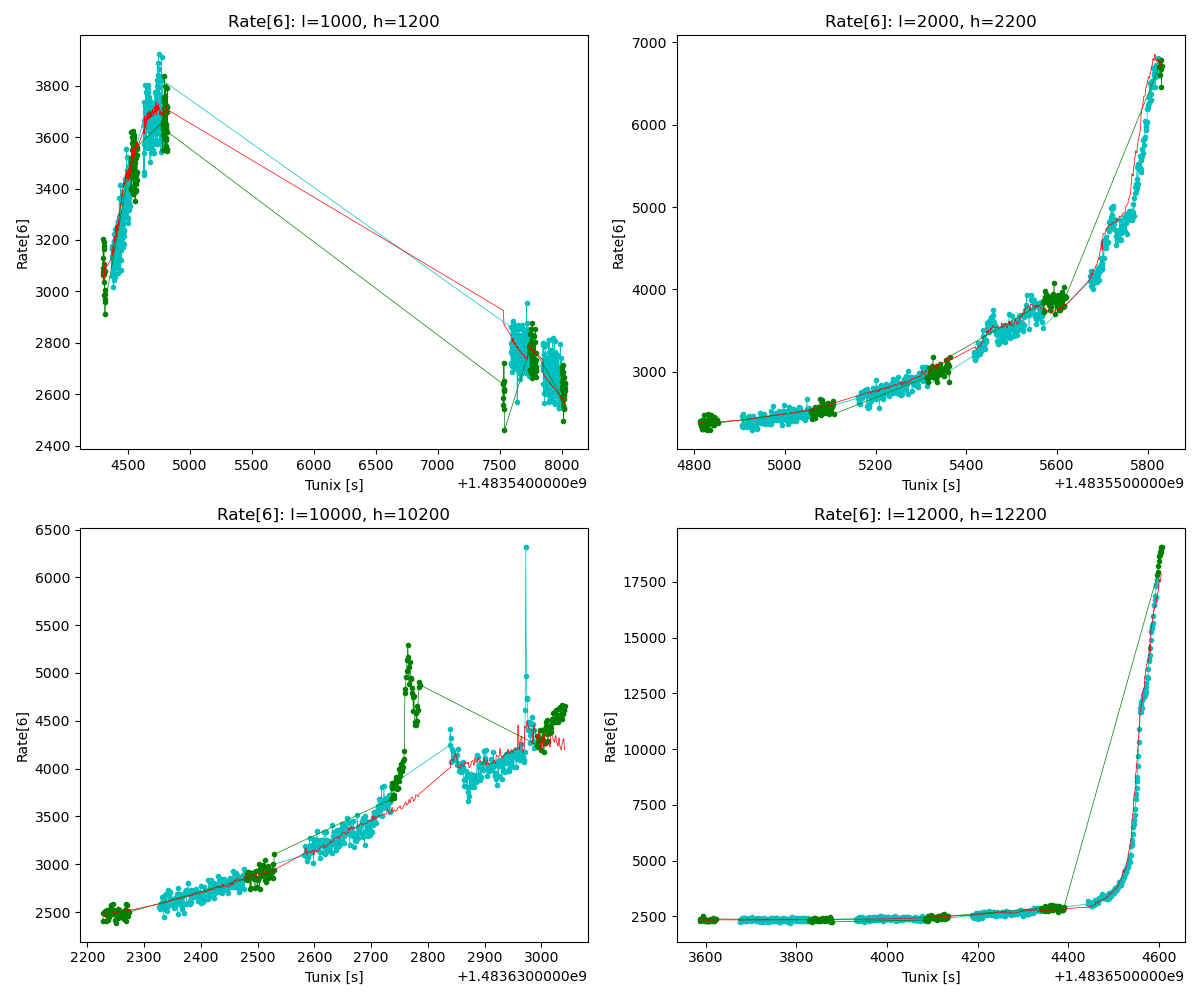 Rate[6]: l=1000, h=1200
Rate[6]
3800
3600
3400
3200
3000
2800
2600
2400
4500 5000 5500 6000 6500 7000 7500 8000
Tunix [s]
+1.4835400000e9
Rate[6]: l=2000, h=2200
Rate[6]
7000
6000
5000
4000
3000
4800 5000 5200 5400 5600 5800
Tunix [s]
+1.4835500000e9
Rate[6]: l=10000, h=10200
Rate[6]
6500
6000
5500
5000
4500
4000
3500
3000
2500
2200 2300 2400 2500 2600 2700 2800 2900 3000
Tunix [s]
+1.4836300000e9
Rate[6]: l=12000, h=12200
Rate[6]
17500
15000
12500
10000
7500
5000
2500
3600 3800 4000 4200 4400 4600
Tunix [s]
+1.4836500000e9